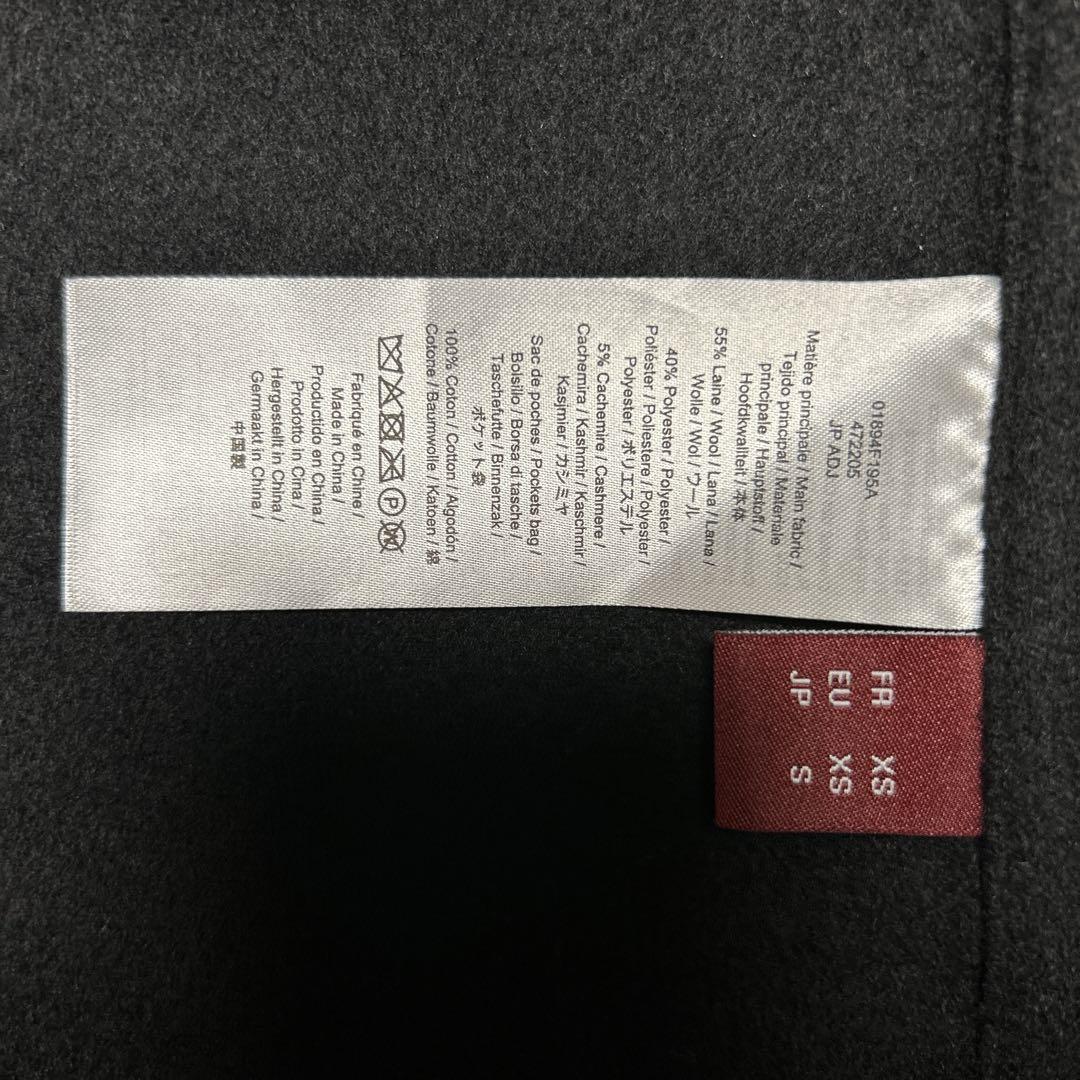 01894F195A
472205
JP ADJ
Matière principale / Main fabric /
Tejido principal / Materiale
principale / Hauptstoff /
Hoofdkwaliteit / 本体
55% Laine / Wool / Lana / Lana /
Wolle / Wol / ウール
40% Polyester / Polyester /
Poliéster / Poliestere / Polyester /
Polyester / ポリエステル
5% Cachemire / Cashmere /
Cachemira / Kashmir / Kaschmir /
Kasjmier / カシミヤ
Sac de poches / Pockets bag /
Bolsillo / Borsa di tasche /
Taschefutte / Binnenzak /
ポケット袋
100% Coton / Cotton / Algodón /
Cotone / Baumwolle / Katoen / 綿
P
Fabriqué en Chine /
Made in China /
Producido en China /
Prodotto in Cina /
Hergestellt in China /
Germaakt in China /
中国製
FR XS
EU XS
JP S